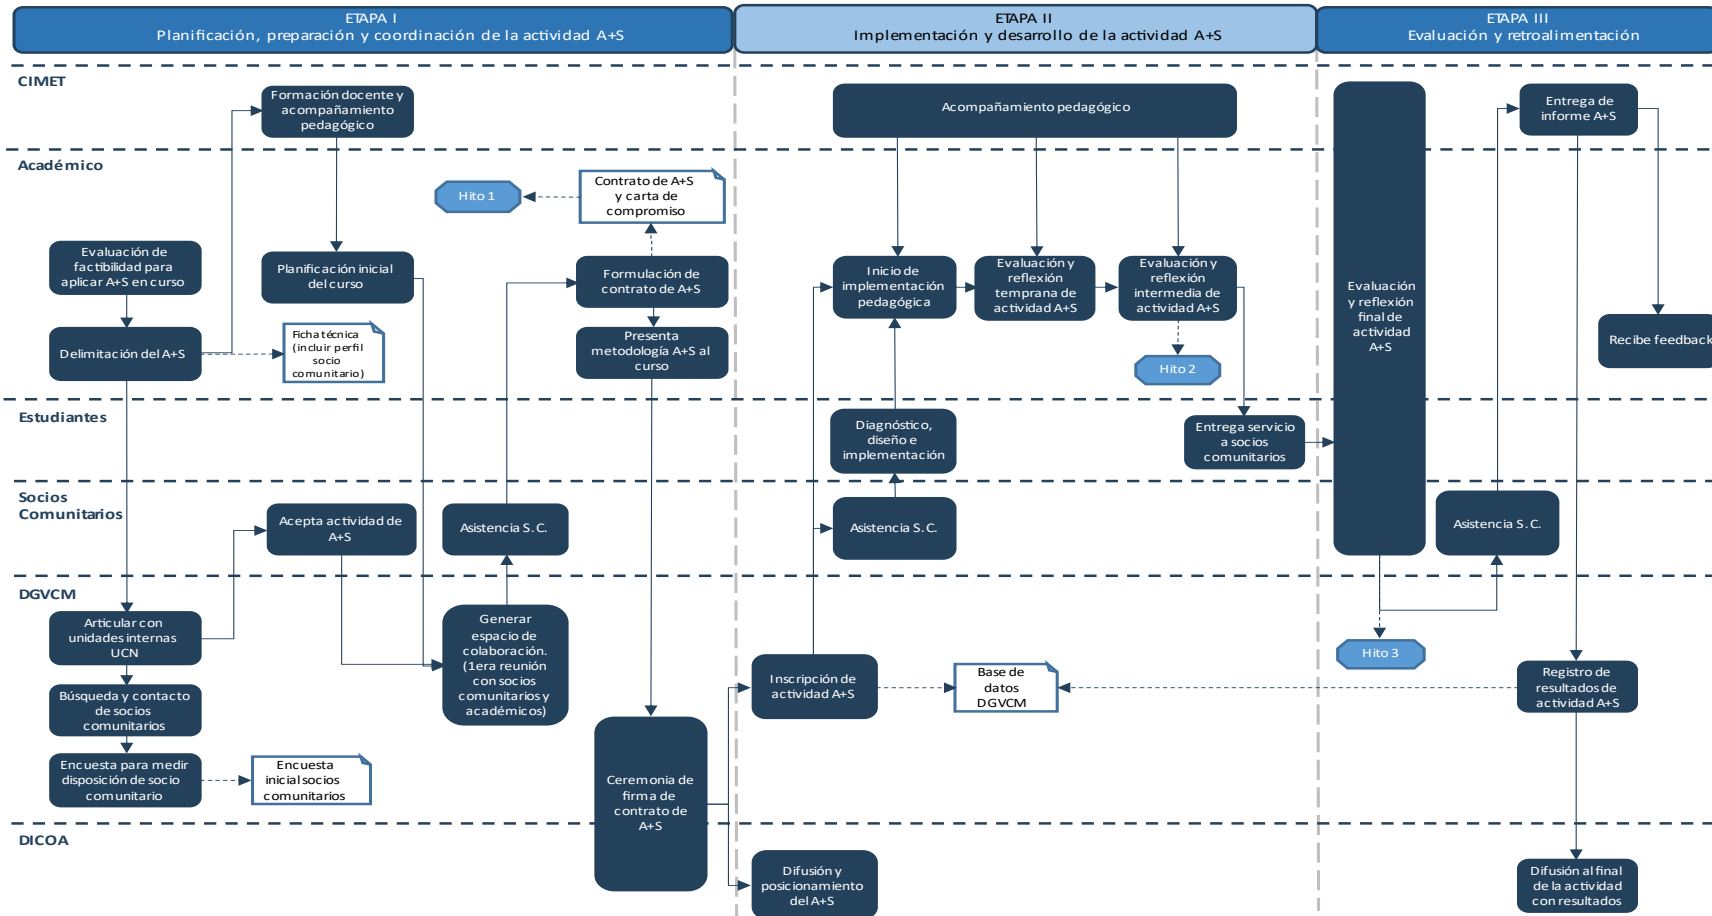 ETAPA I
Planificación, preparación y coordinación de la actividad A+S
ETAPA II
Implementación y desarrollo de la actividad A+S
ETAPA III
Evaluación y retroalimentación
CIMET
Formación docente y
acompañamiento
pedagógico
Acompañamiento pedagógico
Entrega de
informe A+S
Académico
Hito 1
Contrato de A+S
y carta de
compromiso
Evaluación de
factibilidad para
aplicar A+S en curso
Planificación inicial
del curso
Formulación de
contrato de A+S
Inicio de
implementación
pedagógica
Evaluación y
reflexión
temprana de
actividad A+S
Evaluación y
reflexión
intermedia de
actividad A+S
Evaluación
y reflexión
final de
actividad
A+S
Delimitación del A+S
Ficha técnica
(incluir perfil
socio
comunitario)
Presenta
metodología A+S al
curso
Hito 2
Recibe feedback
Estudiantes
Diagnóstico,
diseño e
implementación
Entrega servicio
a socios
comunitarios
Socios
Comunitarios
Acepta actividad de
A+S
Asistencia S. C.
Asistencia S. C.
Asistencia S. C.
DGVCM
Articular con
unidades internas
UCN
Generar
espacio de
colaboración.
(1era reunión
con socios
comunitarios y
académicos)
Hito 3
Búsqueda y contacto
de socios
comunitarios
Inscripción de
actividad A+S
Base de
datos
DGVCM
Registro de
resultados de
actividad A+S
Encuesta para medir
disposición de socio
comunitario
Encuesta
inicial socios
comunitarios
Ceremonia de
firma de
contrato de
A+S
DICOA
Difusión y
posicionamiento
del A+S
Difusión al final
de la actividad
con resultados